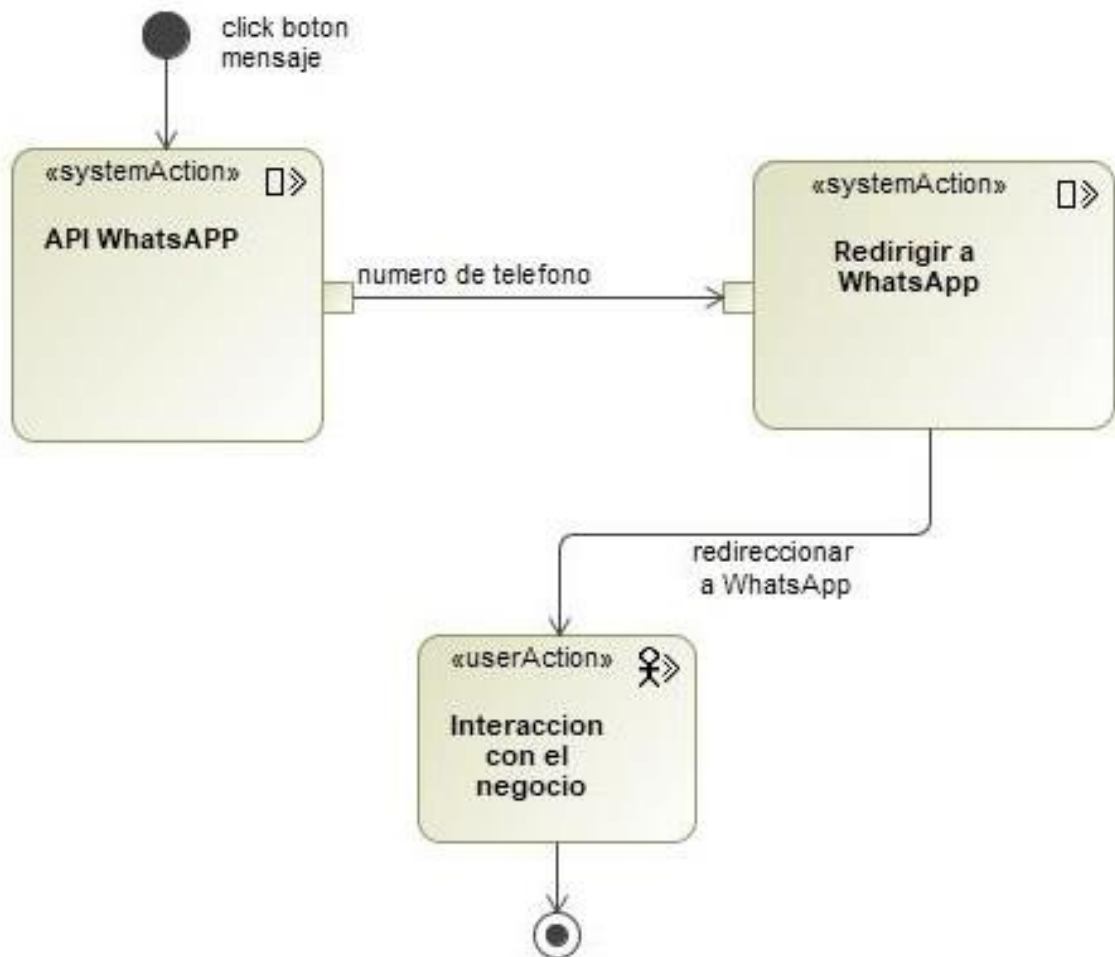 click boton
mensaje
«systemAction»
API WhatsAPP
numero de telefono
«systemAction»
Redirigir a
WhatsApp
redireccionar
a WhatsApp
«userAction»
Interaccion
con el
negocio